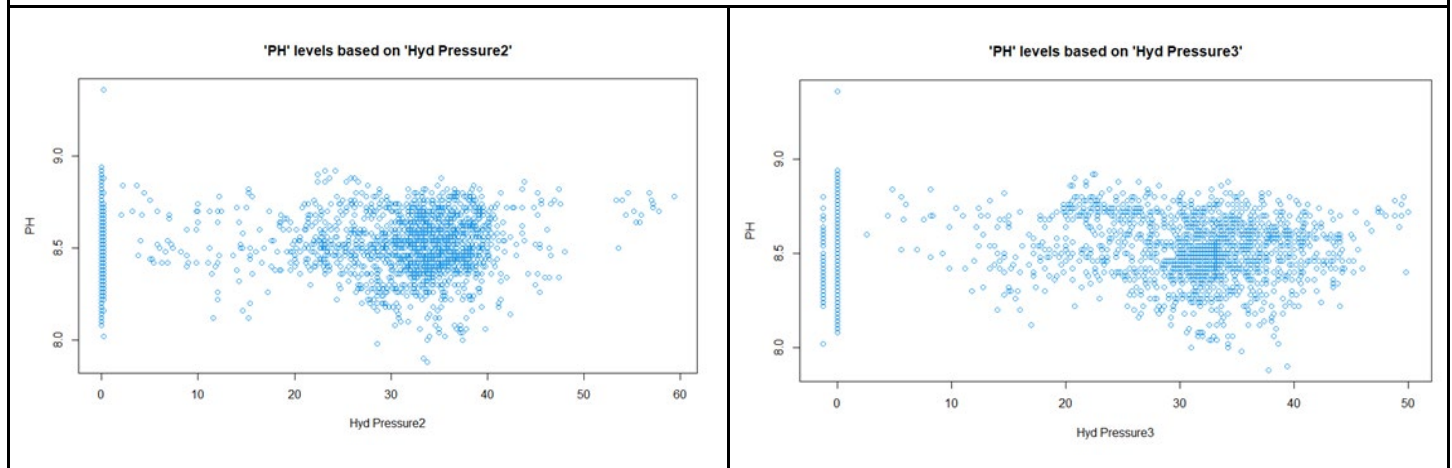 'PH' levels based on 'Hyd Pressure2'
PH
9.0
8.5
8.0
0 10 20 30 40 50 60
Hyd Pressure2
'PH' levels based on 'Hyd Pressure3'
PH
9.0
8.5
8.0
0 10 20 30 40 50
Hyd Pressure3